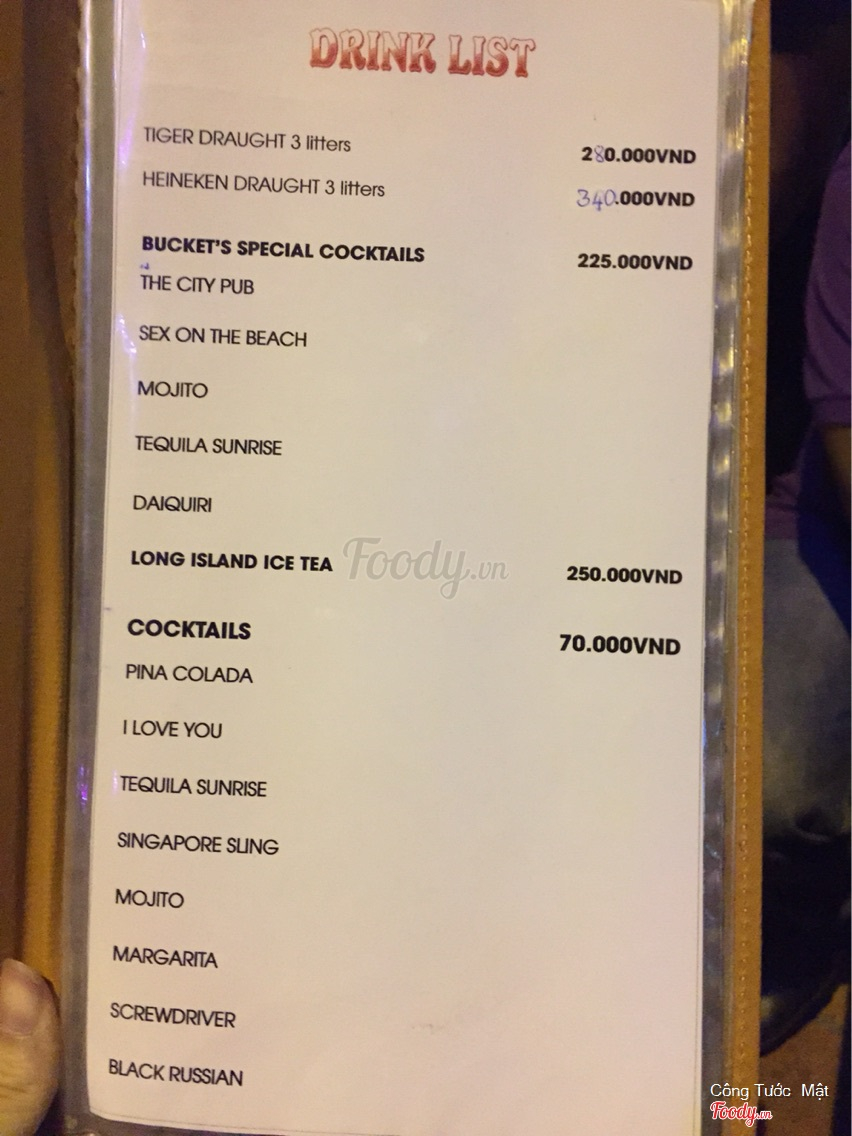 DRINK LIST
TIGER DRAUGHT 3 litters 280.000VND
HEINEKEN DRAUGHT 3 litters 340.000VND
BUCKET'S SPECIAL COCKTAILS 225.000VND
THE CITY PUB
SEX ON THE BEACH
MOJITO
TEQUILA SUNRISE
DAIQUIRI
LONG ISLAND ICE TEA 250.000VND
Foody.vn
COCKTAILS 70.000VND
PINA COLADA
I LOVE YOU
TEQUILA SUNRISE
SINGAPORE SLING
MOJITO
MARGARITA
SCREWDRIVER
BLACK RUSSIAN
Công Tước Mật
Foody.vn